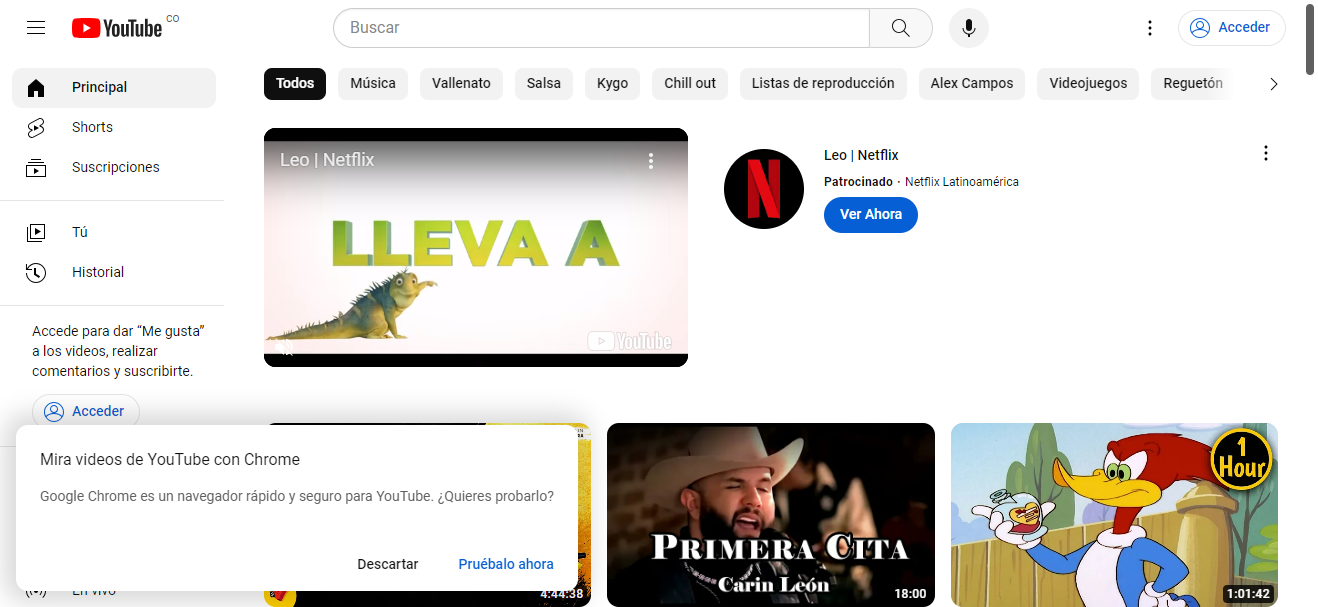 YouTube CO
Buscar
Acceder
Principal
Shorts
Suscripciones
Tú
Historial
Accede para dar “Me gusta”
a los videos, realizar
comentarios y suscribirte.
Acceder
Todos
Música
Vallenato
Salsa
Kygo
Chill out
Listas de reproducción
Alex Campos
Videojuegos
Reguetón
Leo | Netflix
LLEVA A
YouTube
Leo | Netflix
Patrocinado · Netflix Latinoamérica
Ver Ahora
Mira videos de YouTube con Chrome
Google Chrome es un navegador rápido y seguro para YouTube. ¿Quieres probarlo?
Descartar
Pruébalo ahora
En vivo
4:44:38
PRIMERA CITA
Carin León
18:00
1
Hour
1:01:42